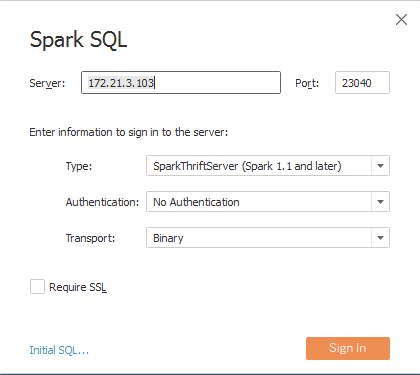 Spark SQL
Server: 172.21.3.103 Port: 23040
Enter information to sign in to the server:
Type: SparkThriftServer (Spark 1.1 and later)
Authentication: No Authentication
Transport: Binary
Require SSL
Initial SQL... Sign In